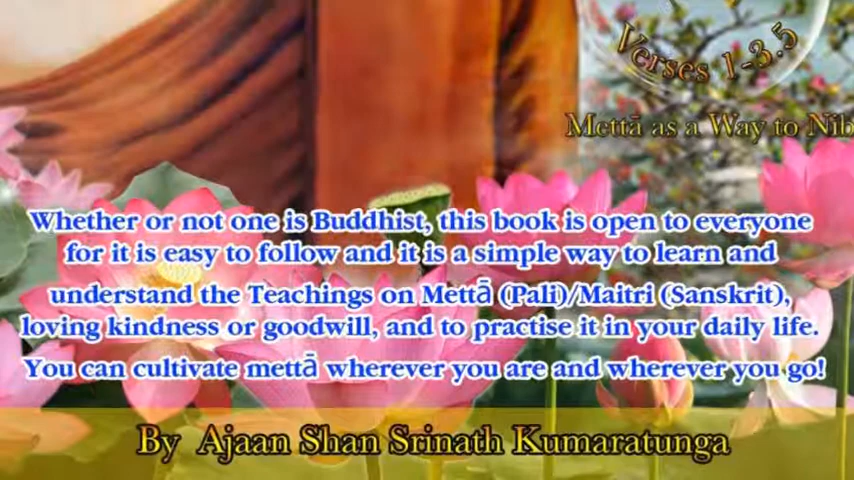 Verses 1-3.5
Mettā as a Way to Nib
Whether or not one is Buddhist, this book is open to everyone
for it is easy to follow and it is a simple way to learn and
understand the Teachings on Mettā (Pali)/Maitri (Sanskrit),
loving kindness or goodwill, and to practise it in your daily life.
You can cultivate mettā wherever you are and wherever you go!
By Ajaan Shan Srinath Kumaratunga